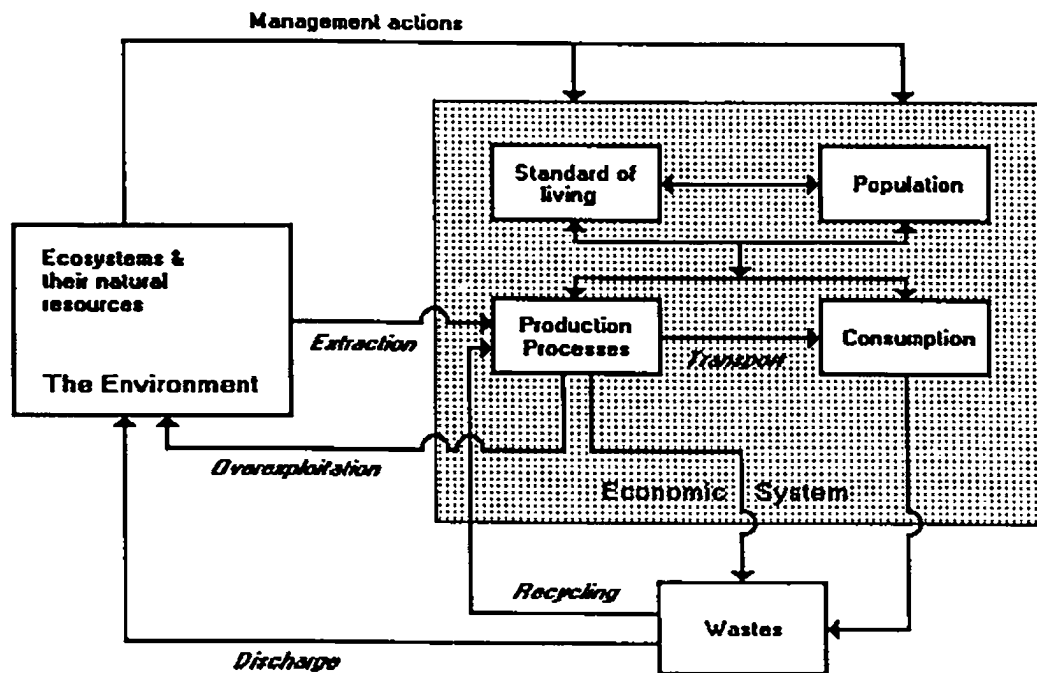 Management actions
Standard of
living
Population
Ecosystems &
their natural
resources
The Environment
Extraction
Production
Processes
Transport
Consumption
Overexploitation
Economic System
Recycling
Wastes
Discharge